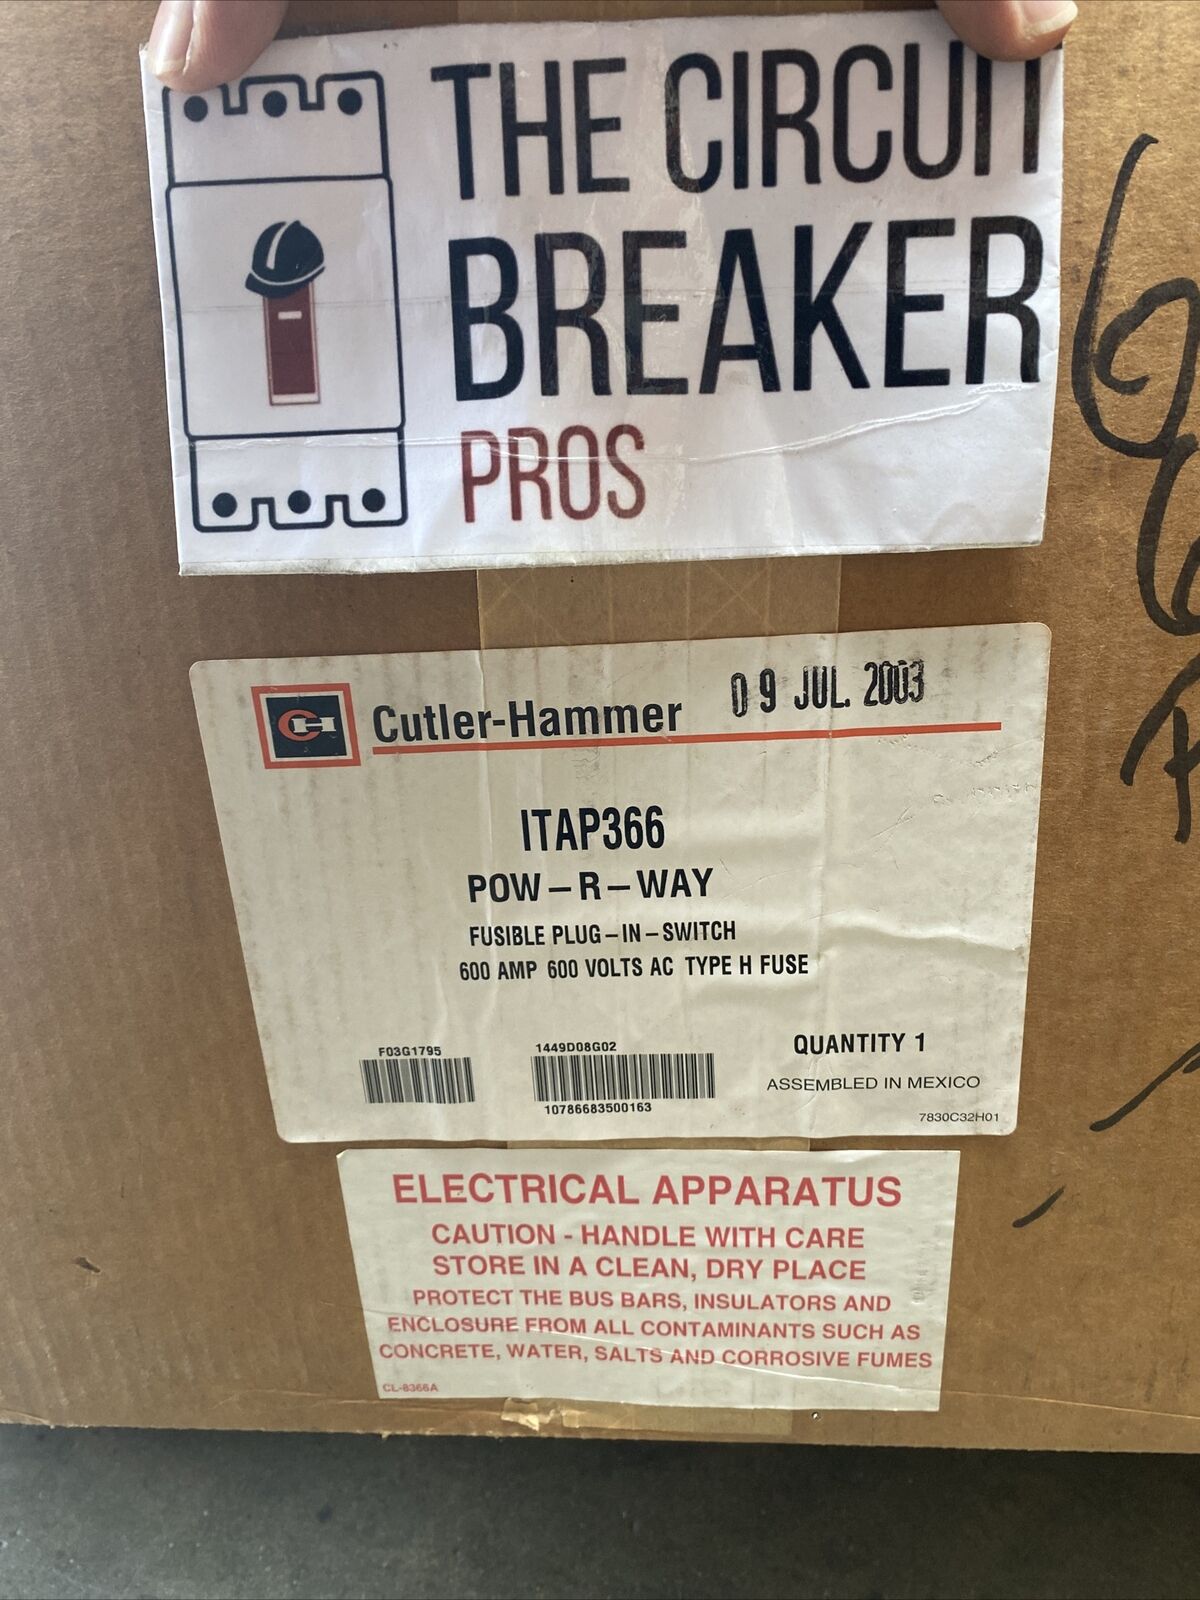 THE CIRCUIT
BREAKER
PROS
CH Cutler-Hammer 09 JUL. 2003
ITAP366
POW-R-WAY
FUSIBLE PLUG-IN-SWITCH
600 AMP 600 VOLTS AC TYPE H FUSE
F03G1795
1449D08G02
10786683500163
QUANTITY 1
ASSEMBLED IN MEXICO
7830C32H01
ELECTRICAL APPARATUS
CAUTION - HANDLE WITH CARE
STORE IN A CLEAN, DRY PLACE
PROTECT THE BUS BARS, INSULATORS AND
ENCLOSURE FROM ALL CONTAMINANTS SUCH AS
CONCRETE, WATER, SALTS AND CORROSIVE FUMES
CL-8366A